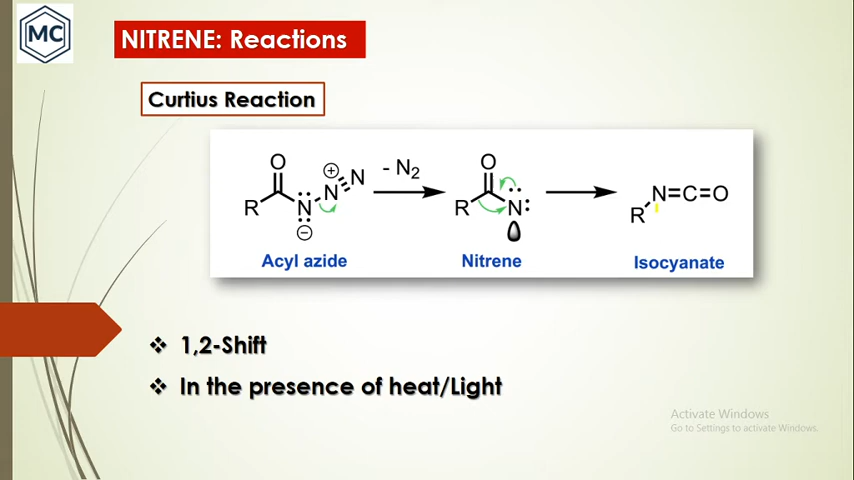 MC
NITRENE: Reactions
Curtius Reaction
O
R N N N
- N2
O
R N
R N=C=O
Acyl azide
Nitrene
Isocyanate
❖ 1,2-Shift
❖ In the presence of heat/Light
Activate Windows
Go to Settings to activate Windows.